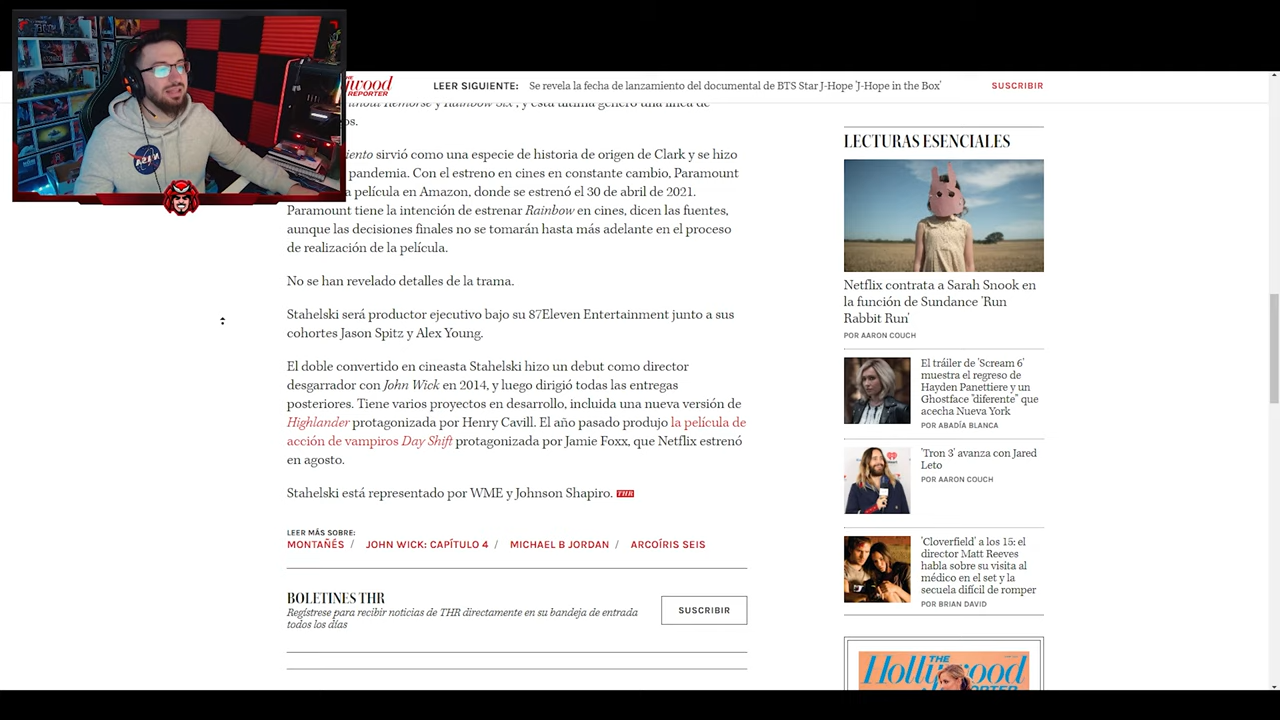 NASA
Hollywood
REPORTER
LEER SIGUIENTE: Se revela la fecha de lanzamiento del documental de BTS Star J-Hope 'J-Hope in the Box'
SUSCRIBIR
Remorse y Rainbow Six, y esta última generó una línea de
sirvió como una especie de historia de origen de Clark y se hizo
pandemia. Con el estreno en cines en constante cambio, Paramount
a película en Amazon, donde se estrenó el 30 de abril de 2021.
Paramount tiene la intención de estrenar Rainbow en cines, dicen las fuentes,
aunque las decisiones finales no se tomarán hasta más adelante en el proceso
de realización de la película.
No se han revelado detalles de la trama.
Stahelski será productor ejecutivo bajo su 87Eleven Entertainment junto a sus
cohortes Jason Spitz y Alex Young.
El doble convertido en cineasta Stahelski hizo un debut como director
desgarrador con John Wick en 2014, y luego dirigió todas las entregas
posteriores. Tiene varios proyectos en desarrollo, incluida una nueva versión de
Highlander protagonizada por Henry Cavill. El año pasado produjo la película de
acción de vampiros Day Shift protagonizada por Jamie Foxx, que Netflix estrenó
en agosto.
Stahelski está representado por WME y Johnson Shapiro. THR
LEER MÁS SOBRE:
MONTAÑÉS / JOHN WICK: CAPÍTULO 4 / MICHAEL B JORDAN / ARCOÍRIS SEIS
BOLETINES THR
Regístrese para recibir noticias de THR directamente en su bandeja de entrada
todos los días
SUSCRIBIR
LECTURAS ESENCIALES
Netflix contrata a Sarah Snook en
la función de Sundance 'Run
Rabbit Run'
POR AARON COUCH
El tráiler de 'Scream 6'
muestra el regreso de
Hayden Panettiere y un
Ghostface "diferente" que
acecha Nueva York
POR ABADÍA BLANCA
'Tron 3' avanza con Jared
Leto
POR AARON COUCH
'Cloverfield' a los 15: el
director Matt Reeves
habla sobre su visita al
médico en el set y la
secuela difícil de romper
POR BRIAN DAVID
THE
Hollywood
REPORTER